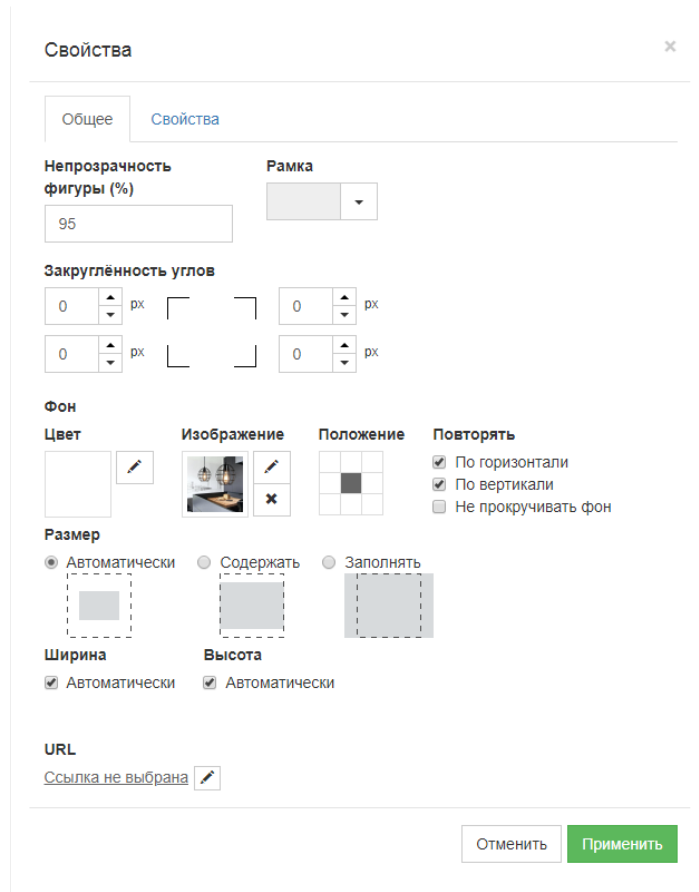 Свойства
×
Общее Свойства
Непрозрачность Рамка
фигуры (%)
95
Закруглённость углов
0 px 0 px
0 px 0 px
Фон
Цвет Изображение Положение Повторять
По горизонтали
По вертикали
Не прокручивать фон
Размер
Автоматически Содержать Заполнять
Ширина Высота
Автоматически Автоматически
URL
Ссылка не выбрана
Отменить Применить